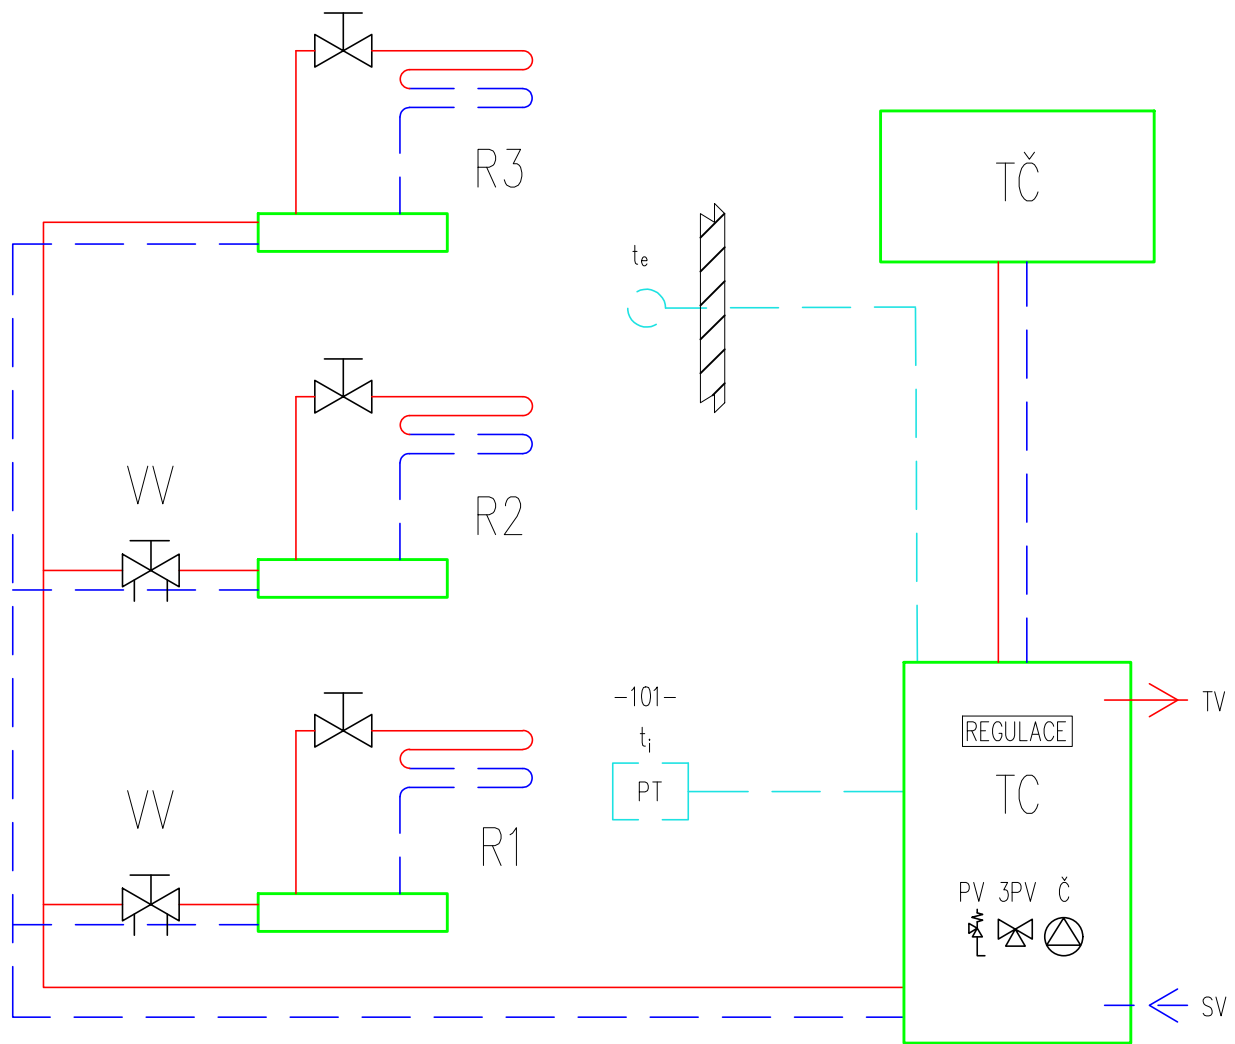 R3
TČ
te
VV
R2
-101-
ti
PT
REGULACE
TV
TC
VV
R1
PV 3PV Č
SV